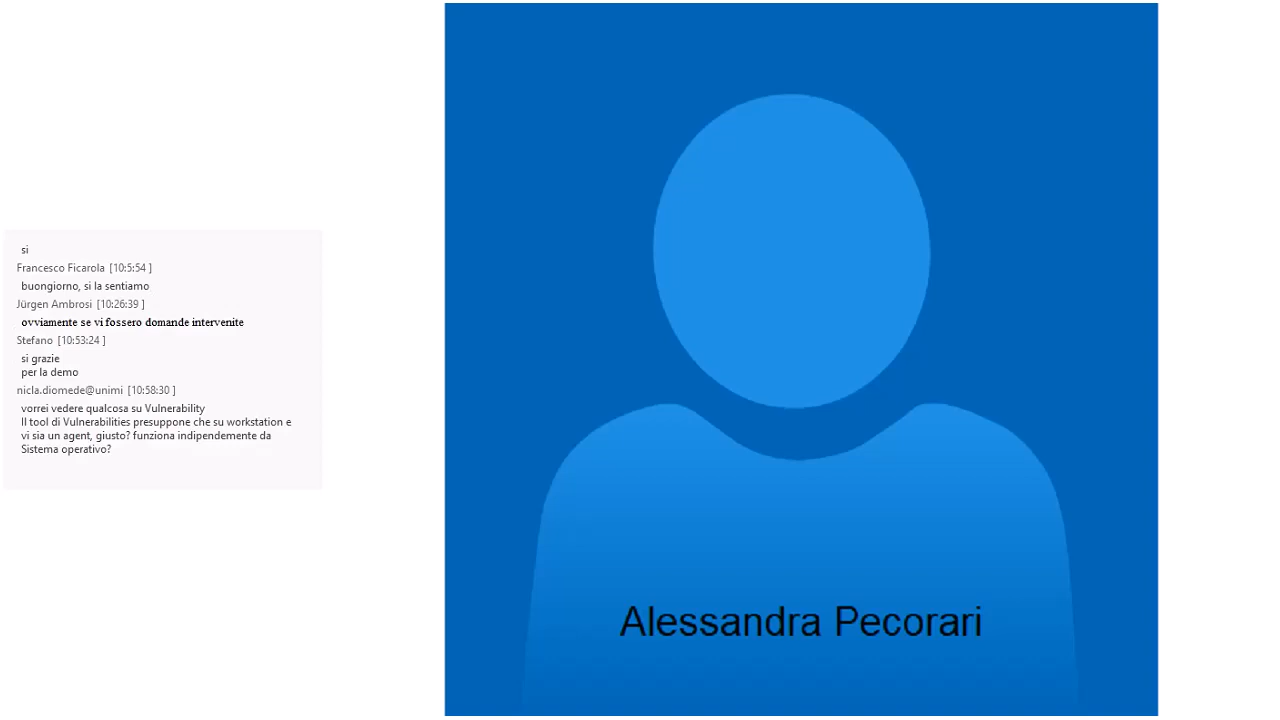 si
Francesco Ficarola [10:5:54 ]
buongiorno, si la sentiamo
Jürgen Ambrosi [10:26:39 ]
ovviamente se vi fossero domande intervenite
Stefano [10:53:24 ]
si grazie
per la demo
nicla.diomede@unimi [10:58:30 ]
vorrei vedere qualcosa su Vulnerability
Il tool di Vulnerabilities presuppone che su workstation e
vi sia un agent, giusto? funziona indipendemente da
Sistema operativo?
Alessandra Pecorari